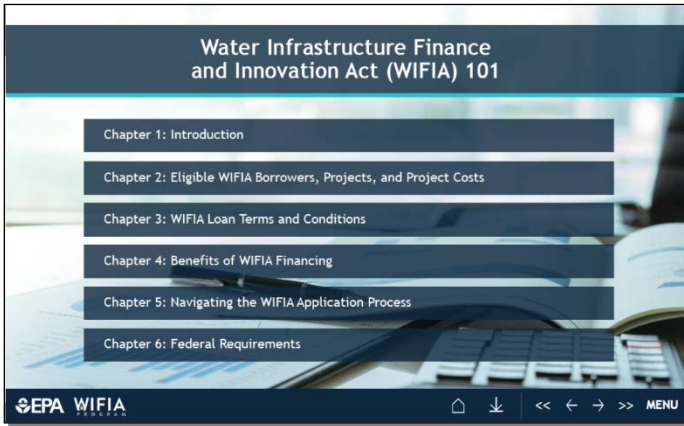 Water Infrastructure Finance
and Innovation Act (WIFIA) 101
Chapter 1: Introduction
Chapter 2: Eligible WIFIA Borrowers, Projects, and Project Costs
Chapter 3: WIFIA Loan Terms and Conditions
Chapter 4: Benefits of WIFIA Financing
Chapter 5: Navigating the WIFIA Application Process
Chapter 6: Federal Requirements
EPA WIFIA
PROGRAM
<< ← → >> MENU